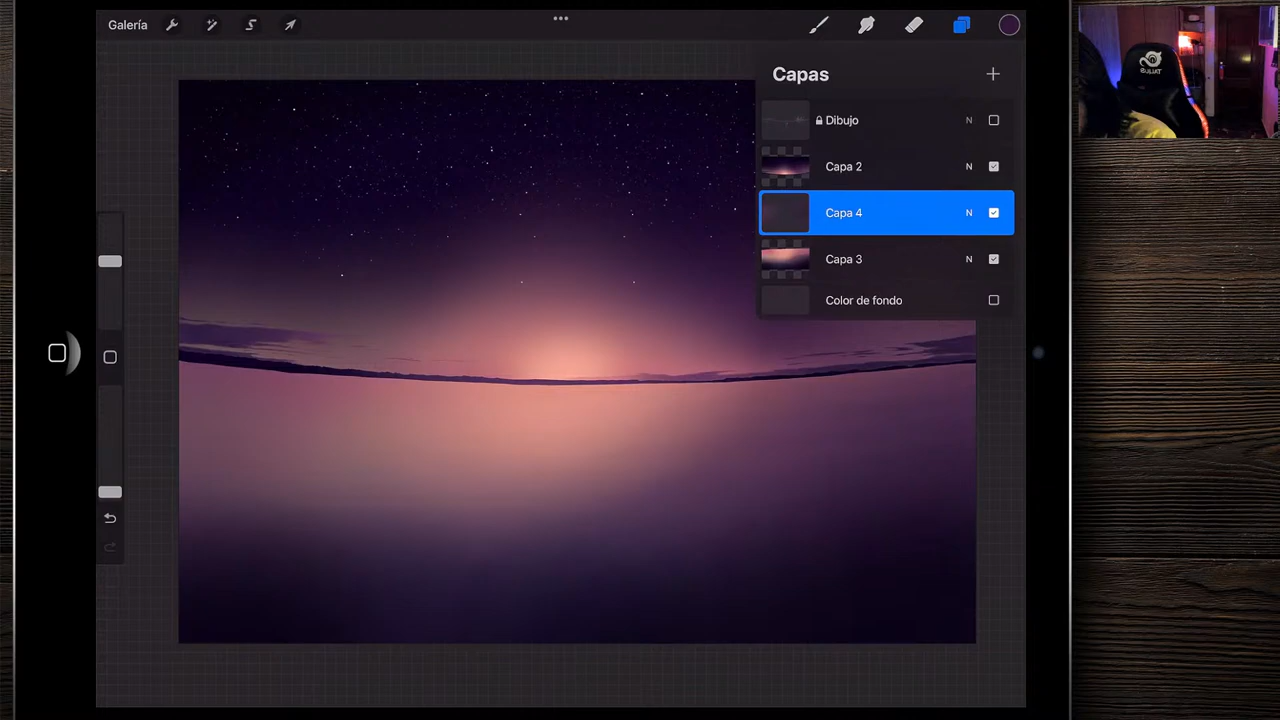 Galería
Capas
Dibujo N
Capa 2 N
Capa 4 N
Capa 3 N
Color de fondo